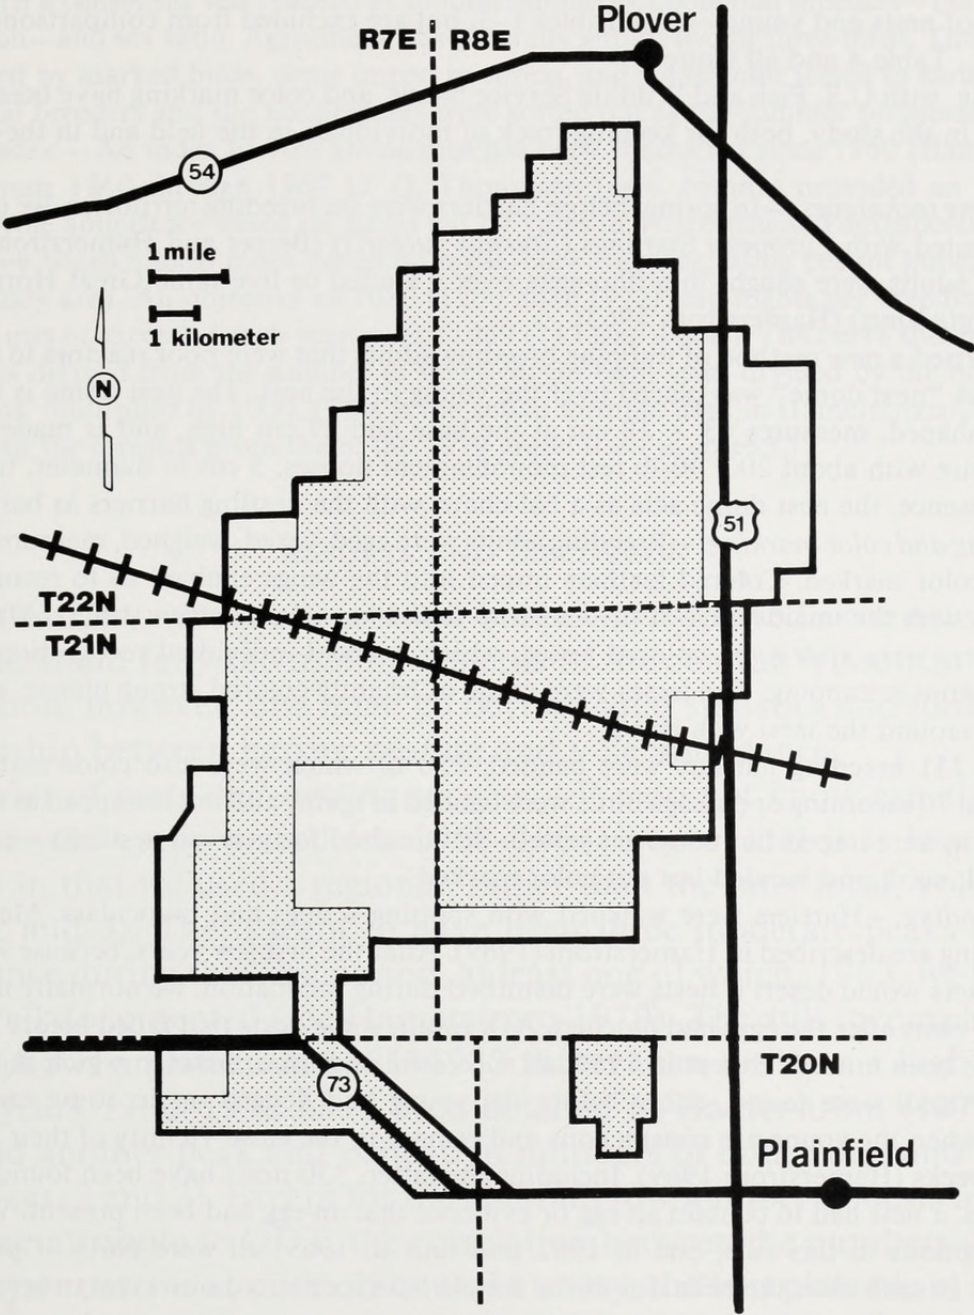 Plover
R7E
R8E
54
1 mile
1 kilometer
N
51
T22N
T21N
73
T20N
Plainfield